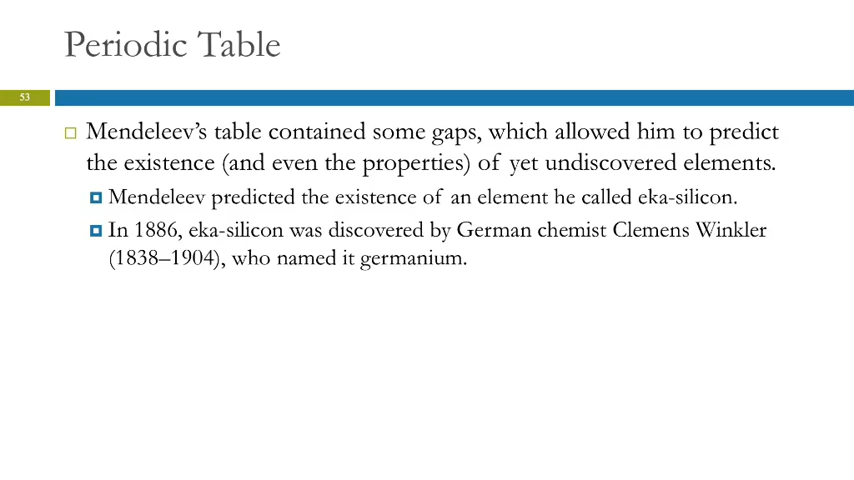 Periodic Table
53
Mendeleev's table contained some gaps, which allowed him to predict
the existence (and even the properties) of yet undiscovered elements.
Mendeleev predicted the existence of an element he called eka-silicon.
In 1886, eka-silicon was discovered by German chemist Clemens Winkler
(1838–1904), who named it germanium.